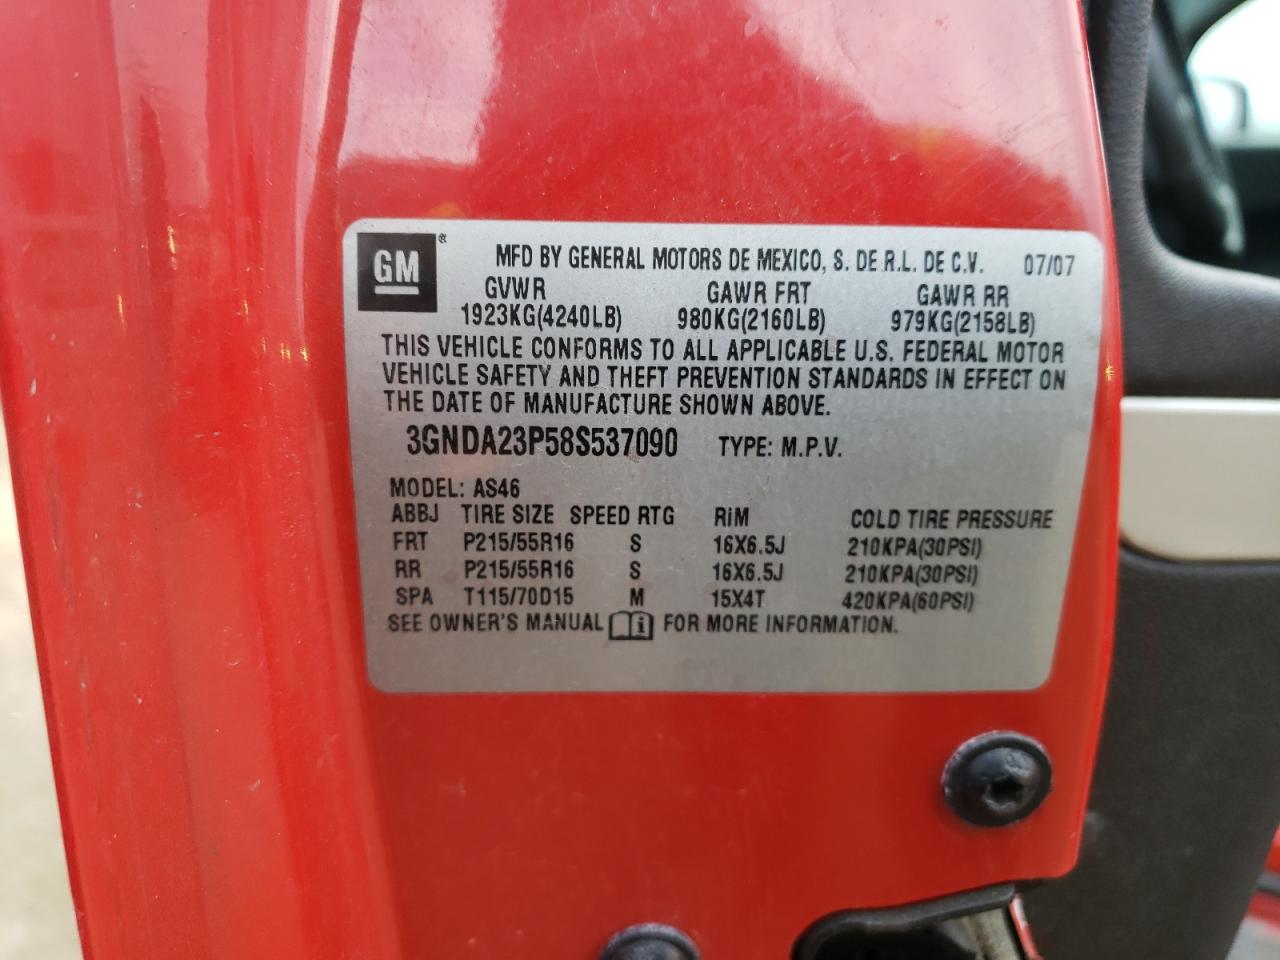 GM ® MFD BY GENERAL MOTORS DE MEXICO, S. DE R.L. DE C.V. 07/07
GVWR GAWR FRT GAWR RR
1923KG(4240LB) 980KG(2160LB) 979KG(2158LB)
THIS VEHICLE CONFORMS TO ALL APPLICABLE U.S. FEDERAL MOTOR
VEHICLE SAFETY AND THEFT PREVENTION STANDARDS IN EFFECT ON
THE DATE OF MANUFACTURE SHOWN ABOVE.
3GNDA23P58S537090 TYPE: M.P.V.
MODEL: AS46
ABBJ TIRE SIZE SPEED RTG RiM COLD TIRE PRESSURE
FRT P215/55R16 S 16X6.5J 210KPA(30PSI)
RR P215/55R16 S 16X6.5J 210KPA(30PSI)
SPA T115/70D15 M 15X4T 420KPA(60PSI)
SEE OWNER'S MANUAL i FOR MORE INFORMATION.